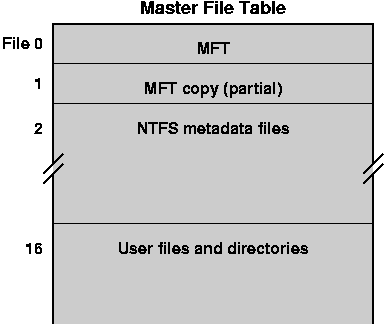 Master File Table
File 0 MFT
1 MFT copy (partial)
2 NTFS metadata files
16 User files and directories